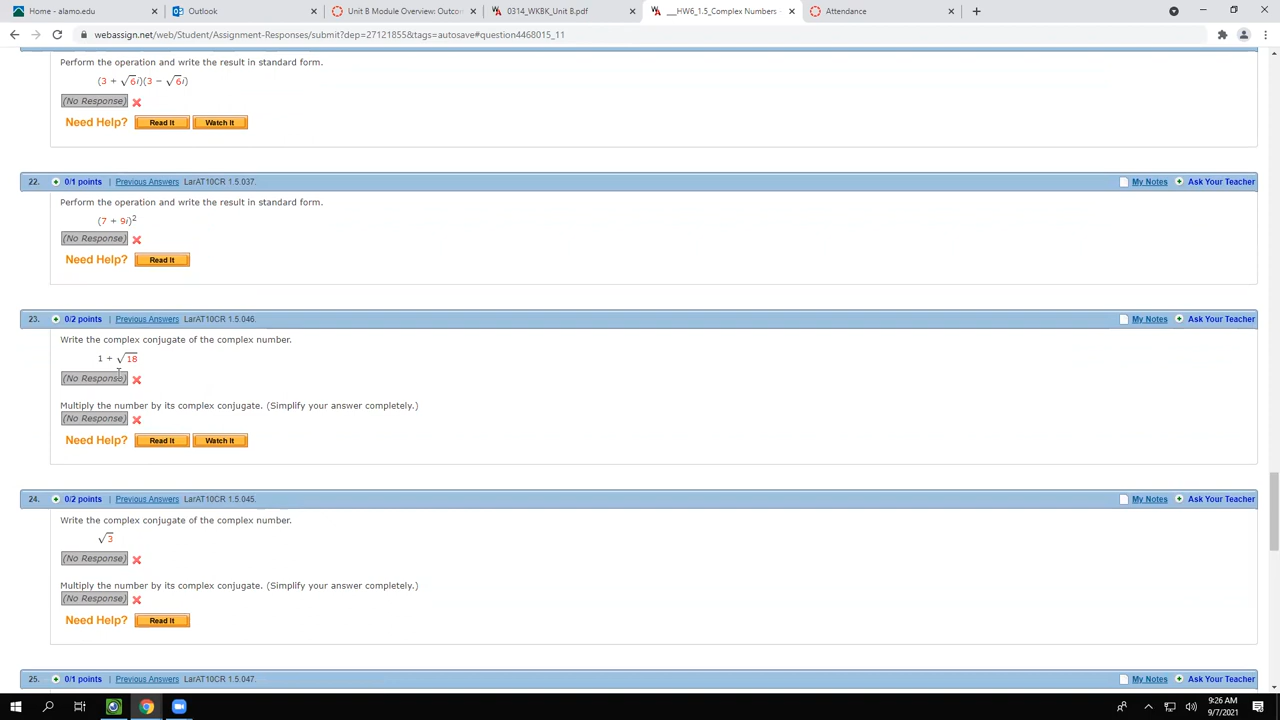 Home - alamo.edu
Outlook
Unit B Module Overview: Outco
0314_WKBK_Unit B.pdf
___HW6_1.5_Complex Numbers -
Attendance
webassign.net/web/Student/Assignment-Responses/submit?dep=27121855&tags=autosave#question4468015_11
Perform the operation and write the result in standard form.
(3 + √6i)(3 − √6i)
(No Response)
Need Help? Read It Watch It
22. 0/1 points | Previous Answers LarAT10CR 1.5.037. My Notes Ask Your Teacher
Perform the operation and write the result in standard form.
(7 + 9i)²
(No Response)
Need Help? Read It
23. 0/2 points | Previous Answers LarAT10CR 1.5.046. My Notes Ask Your Teacher
Write the complex conjugate of the complex number.
1 + √18
(No Response)
Multiply the number by its complex conjugate. (Simplify your answer completely.)
(No Response)
Need Help? Read It Watch It
24. 0/2 points | Previous Answers LarAT10CR 1.5.045. My Notes Ask Your Teacher
Write the complex conjugate of the complex number.
√3
(No Response)
Multiply the number by its complex conjugate. (Simplify your answer completely.)
(No Response)
Need Help? Read It
25. 0/1 points | Previous Answers LarAT10CR 1.5.047. My Notes Ask Your Teacher
9:26 AM
9/7/2021